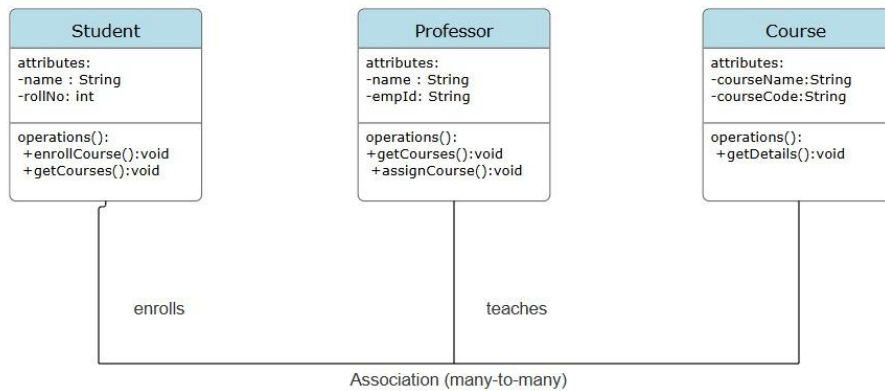 Student
attributes:
-name : String
-rollNo: int
operations():
+enrollCourse():void
+getCourses():void
Professor
attributes:
-name : String
-empId: String
operations():
+getCourses():void
+assignCourse():void
Course
attributes:
-courseName:String
-courseCode:String
operations():
+getDetails():void
enrolls
teaches
Association (many-to-many)